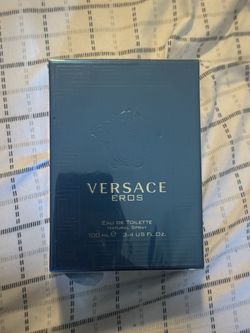 VERSACE
EROS
EAU DE TOILETTE
NATURAL SPRAY
100 ML ℮ 3.4 US FL. OZ.